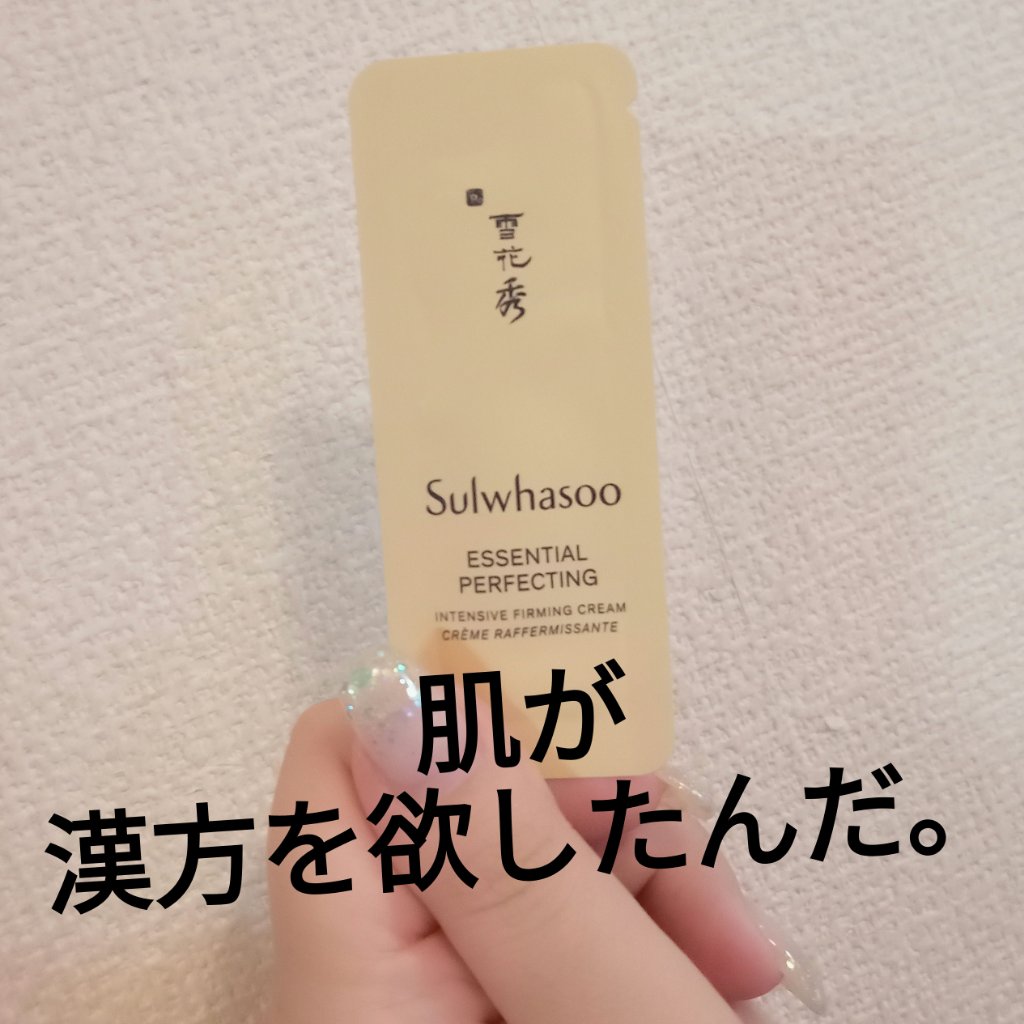 雪花秀
Sulwhasoo
ESSENTIAL
PERFECTING
INTENSIVE FIRMING CREAM
CRÈME RAFFERMISSANTE
肌が
漢方を欲したんだ。